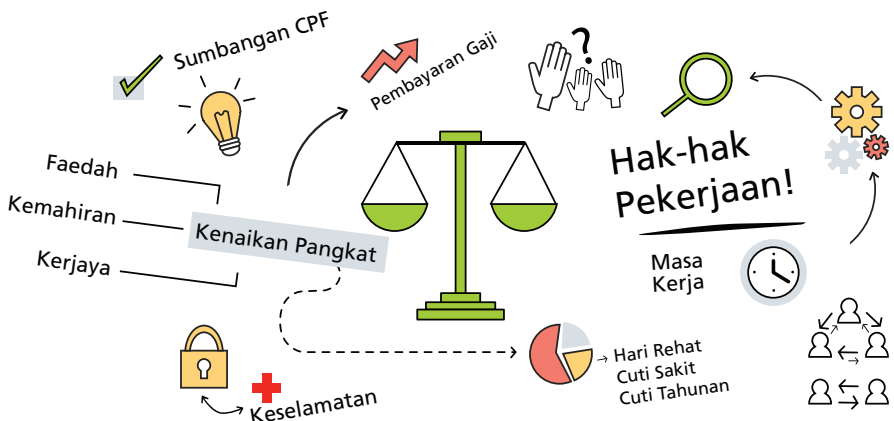 Sumbangan CPF
Pembayaran Gaji
?
Hak-hak
Pekerjaan!
Faedah
Kemahiran
Kerjaya
Kenaikan Pangkat
Masa
Kerja
Hari Rehat
Cuti Sakit
Cuti Tahunan
Keselamatan